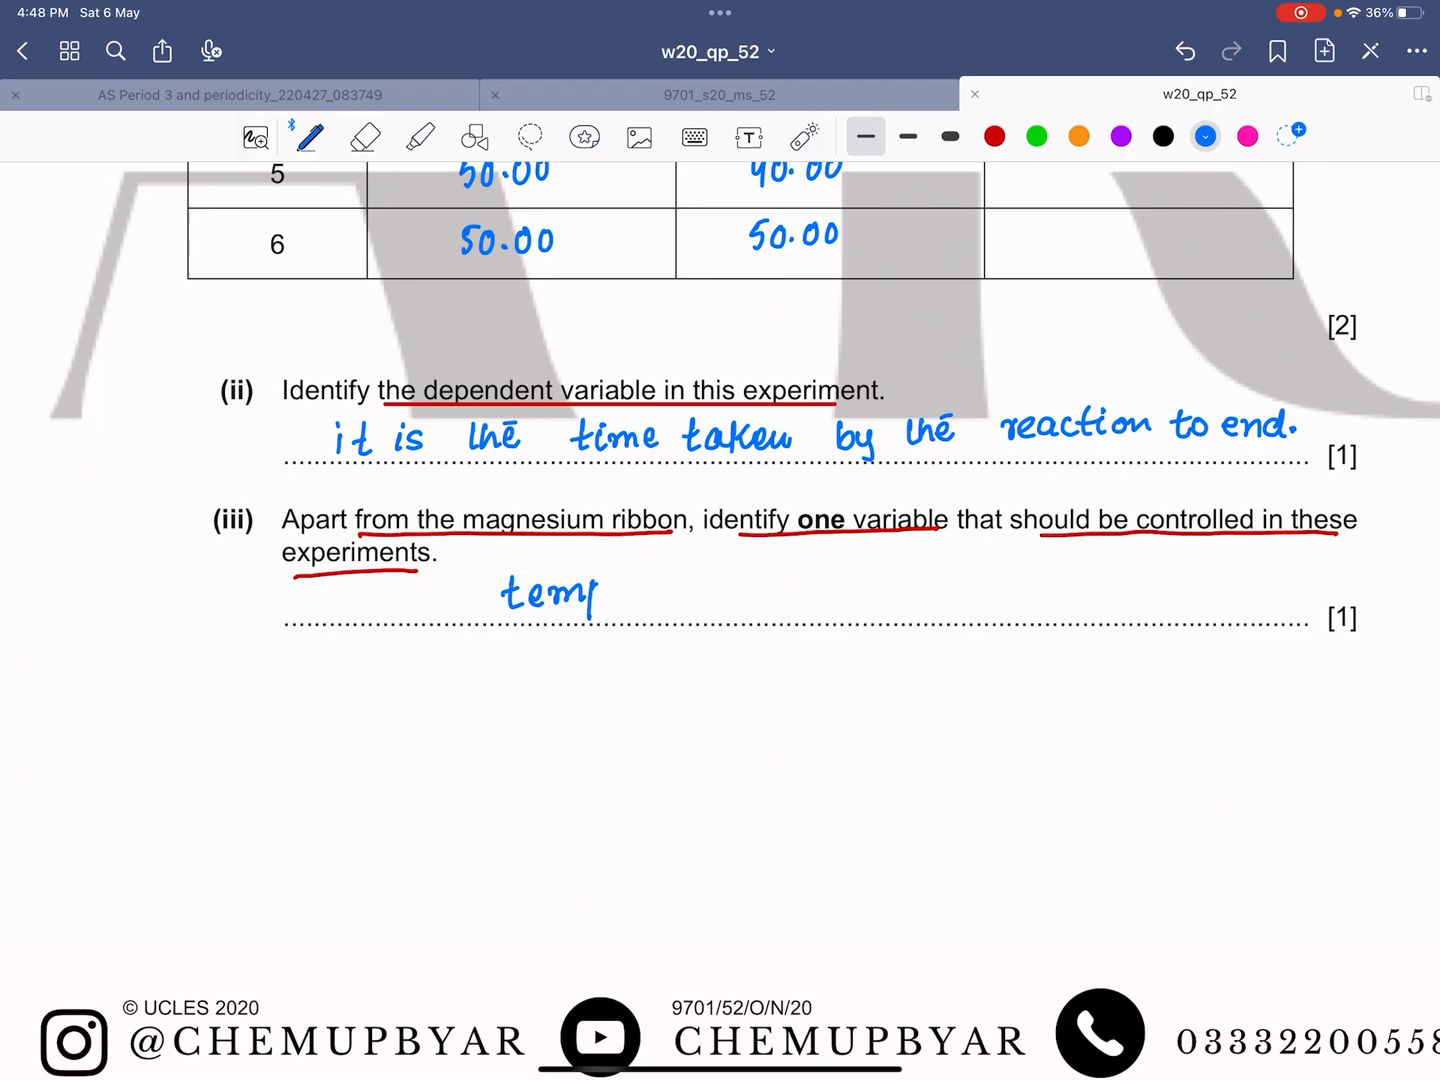 4:48 PM Sat 6 May
36%
w20_qp_52
AS Period 3 and periodicity_220427_083749
9701_s20_ms_52
w20_qp_52
5 50.00 40.00
6 50.00 50.00
[2]
(ii) Identify the dependent variable in this experiment.
it is the time taken by the reaction to end.
[1]
(iii) Apart from the magnesium ribbon, identify one variable that should be controlled in these
experiments.
temp
[1]
© UCLES 2020 9701/52/O/N/20
@CHEMUPBYAR CHEMUPBYAR 03332200558